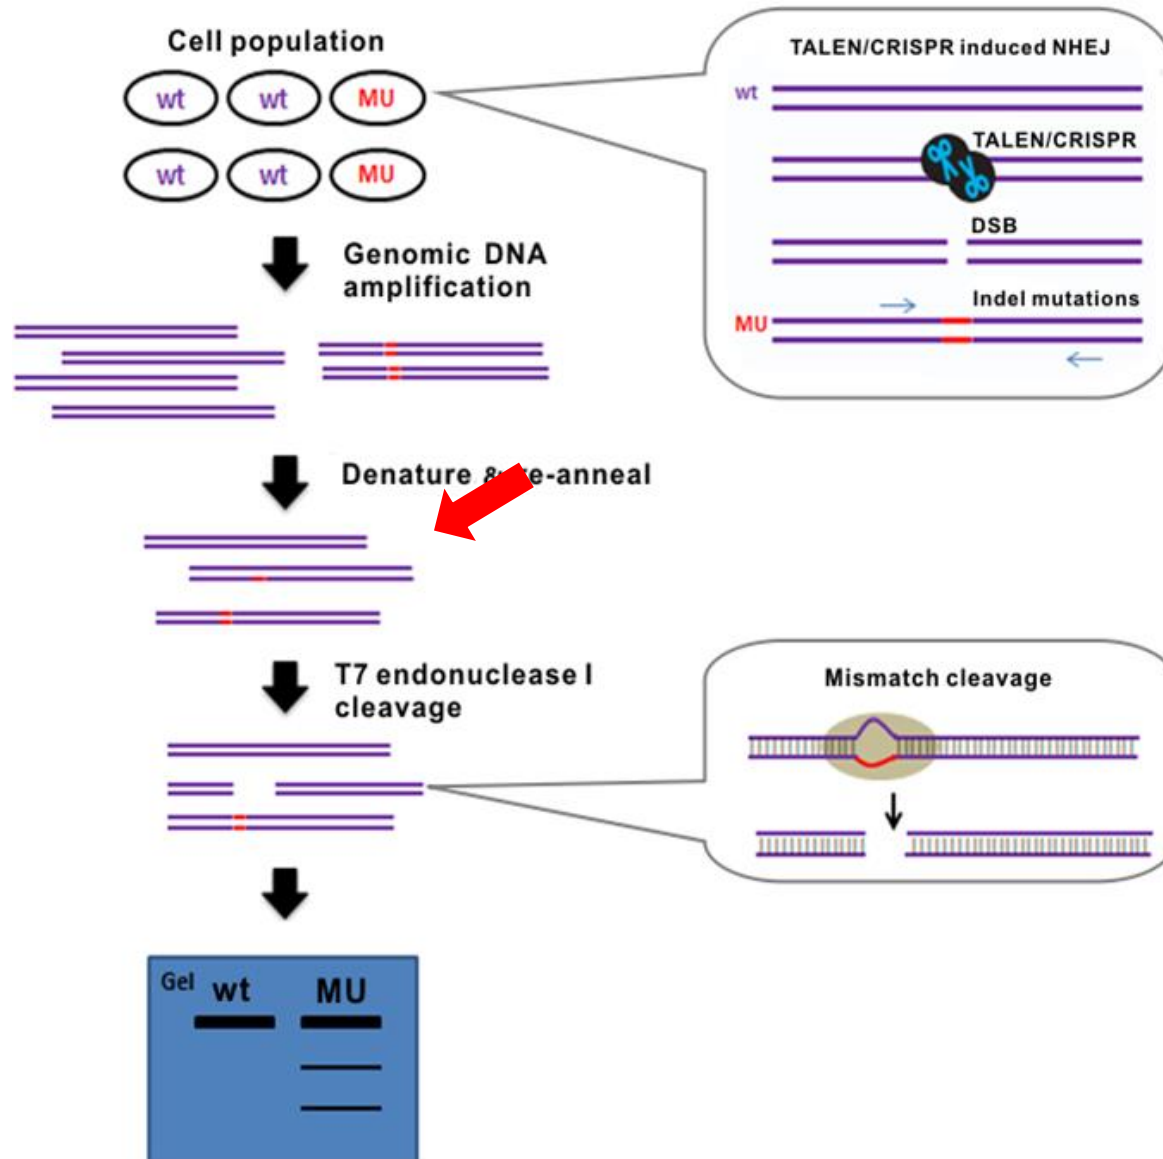 Cell population
wt wt MU
wt wt MU
Genomic DNA
amplification
Denature & re-anneal
T7 endonuclease I
cleavage
Gel wt MU
TALEN/CRISPR induced NHEJ
wt
TALEN/CRISPR
DSB
Indel mutations
MU
Mismatch cleavage